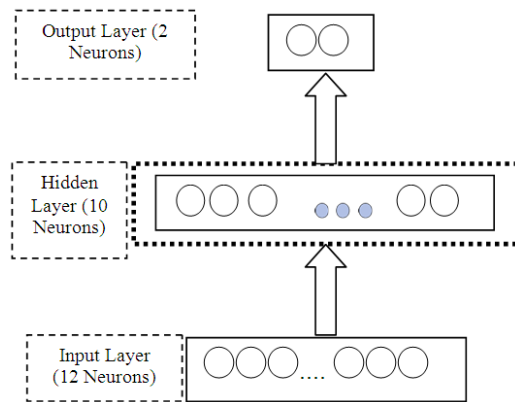 Output Layer (2
Neurons)
Hidden
Layer (10
Neurons)
Input Layer
(12 Neurons)
....